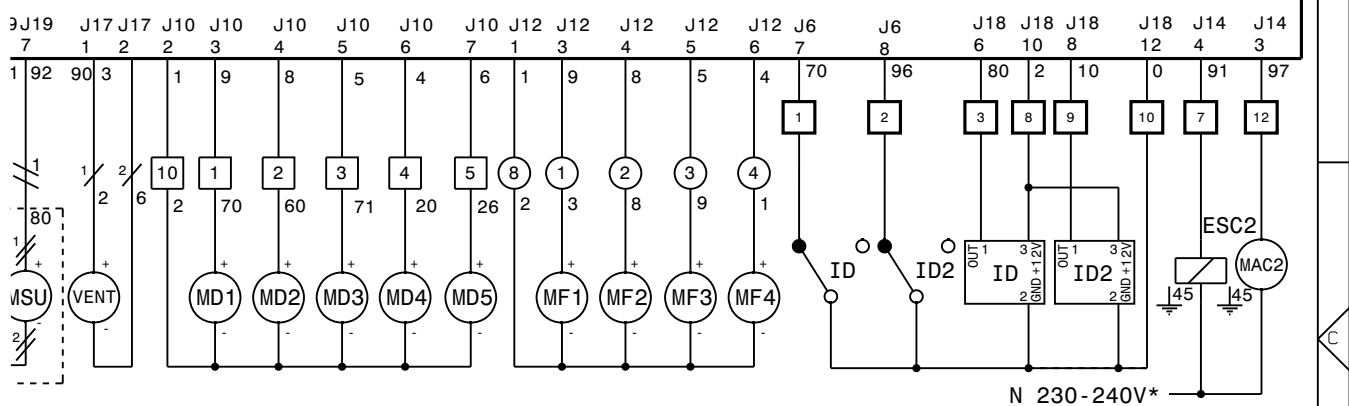 J19 J17 J17 J10 J10 J10 J10 J10 J10 J12 J12 J12 J12 J12 J6 J6 J18 J18 J18 J18 J14 J14
7 1 2 2 3 4 5 6 7 1 3 4 5 6 7 8 6 10 8 12 4 3
1 92 90 3 1 9 8 5 4 6 1 9 8 5 4 70 96 80 2 10 0 91 97
1 2 3 8 9 10 7 12
1 1 2 10 1 2 3 4 5 8 1 2 3 4
2 6 2 70 60 71 20 26 2 3 8 9 1
80
1 ESC2
+ + + + + + + + + + + OUT 1 3 +12V OUT 1 3 +12V
MSU VENT MD1 MD2 MD3 MD4 MD5 MF1 MF2 MF3 MF4 ID ID2 ID ID2 MAC2
2 GND 2 GND 45 45
- - - - - - - - - - -
2
C
N 230-240V*